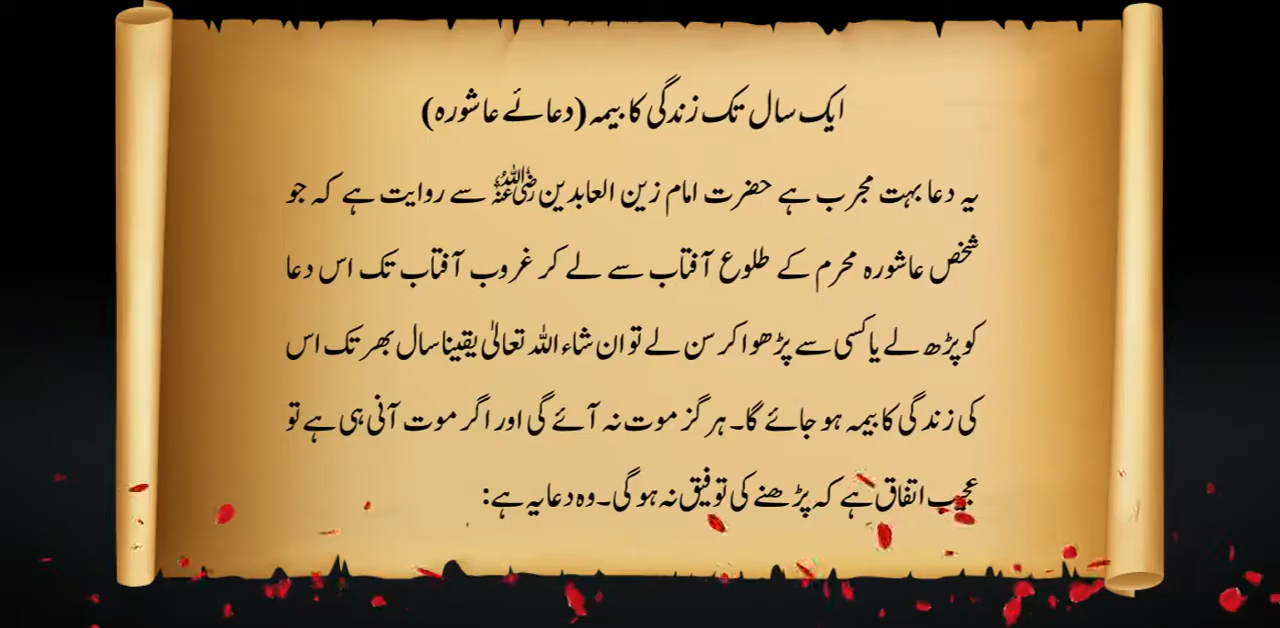 ایک سال تک زندگی کا بیمہ (دعائے عاشورہ)
یہ دعا بہت مجرب ہے حضرت امام زین العابدین رضی اللہ عنہ سے روایت ہے کہ جو
شخص عاشورہ محرم کے طلوع آفتاب سے لے کر غروب آفتاب تک اس دعا
کو پڑھ لے یا کسی سے پڑھوا کر سن لے تو ان شاء اللہ تعالیٰ یقینا سال بھر تک اس
کی زندگی کا بیمہ ہو جائے گا۔ ہر گز موت نہ آئے گی اور اگر موت آنی ہی ہے تو
عجیب اتفاق ہے کہ پڑھنے کی توفیق نہ ہو گی۔ وہ دعا یہ ہے: